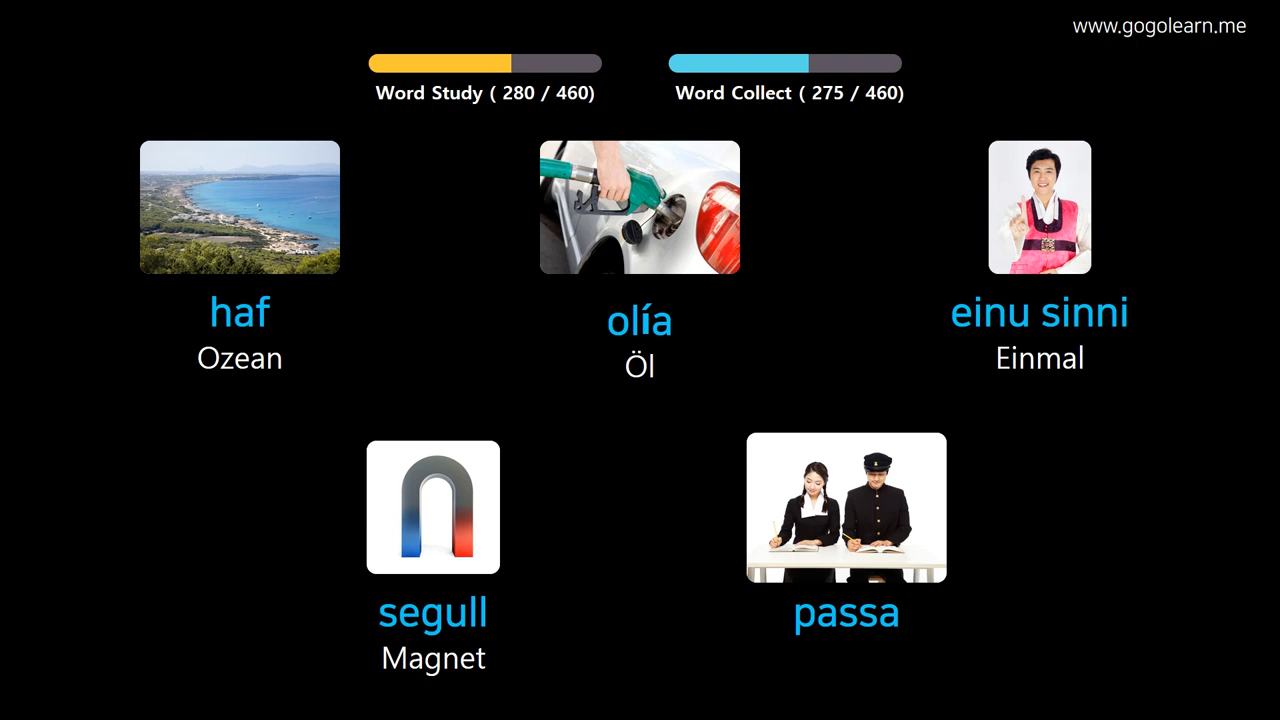 www.gogolearn.me
Word Study ( 280 / 460)
Word Collect ( 275 / 460)
haf
Ozean
olía
Öl
einu sinni
Einmal
segull
Magnet
passa